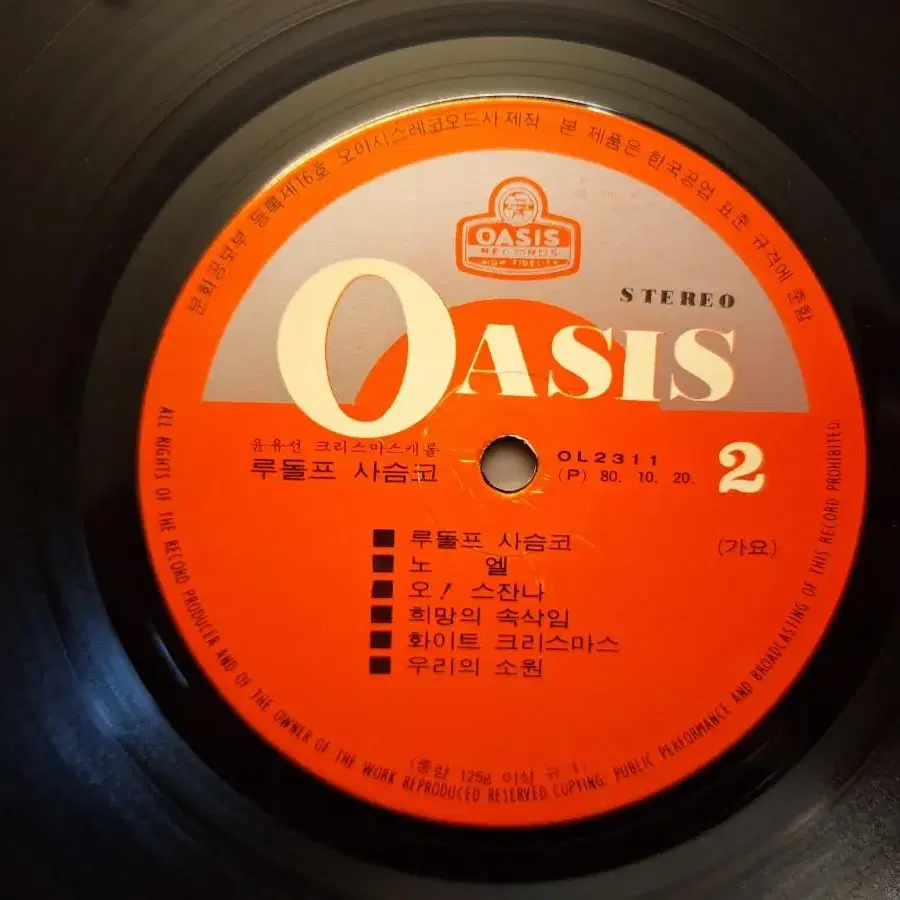 문화공보부 등록제16호 오아시스레코오드사 제작 본 제품은 한국공업 표준 규격에 준함
OASIS
RECORDS
HIGH FIDELITY
STEREO
OASIS
윤유선 크리스마스캐롤
루돌프 사슴코
OL2311
(P) 80. 10. 20.
2
(가요)
■ 루돌프 사슴코
■ 노 엘
■ 오! 스잔나
■ 희망의 속삭임
■ 화이트 크리스마스
■ 우리의 소원
(중량 125g 이상
ALL RIGHTS OF THE RECORD PRODUCER AND OF THE OWNER OF THE WORK REPRODUCED RESERVED COPYING. PUBLIC PERFORMANCE AND BROADCASTING OF THIS RECORD PROHIBITED.